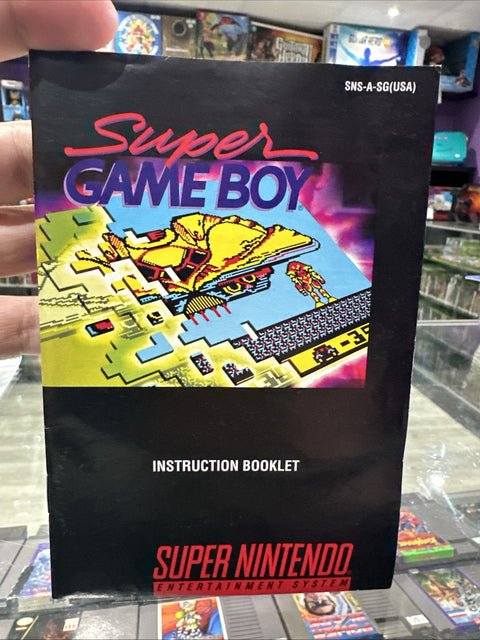 SNS-A-SG(USA)
Super
GAME BOY
INSTRUCTION BOOKLET
SUPER NINTENDO
ENTERTAINMENT SYSTEM